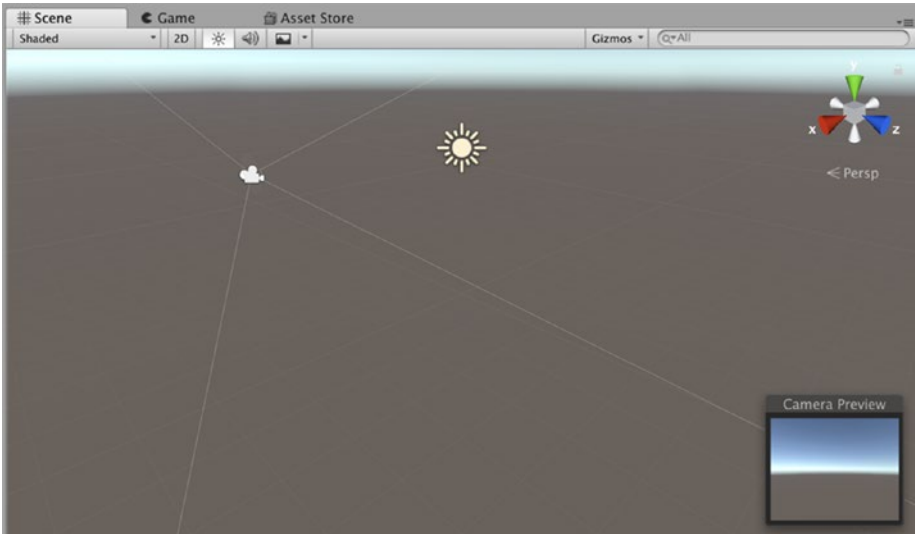 Scene Game Asset Store
Shaded 2D Gizmos All
y
x z
Persp
Camera Preview